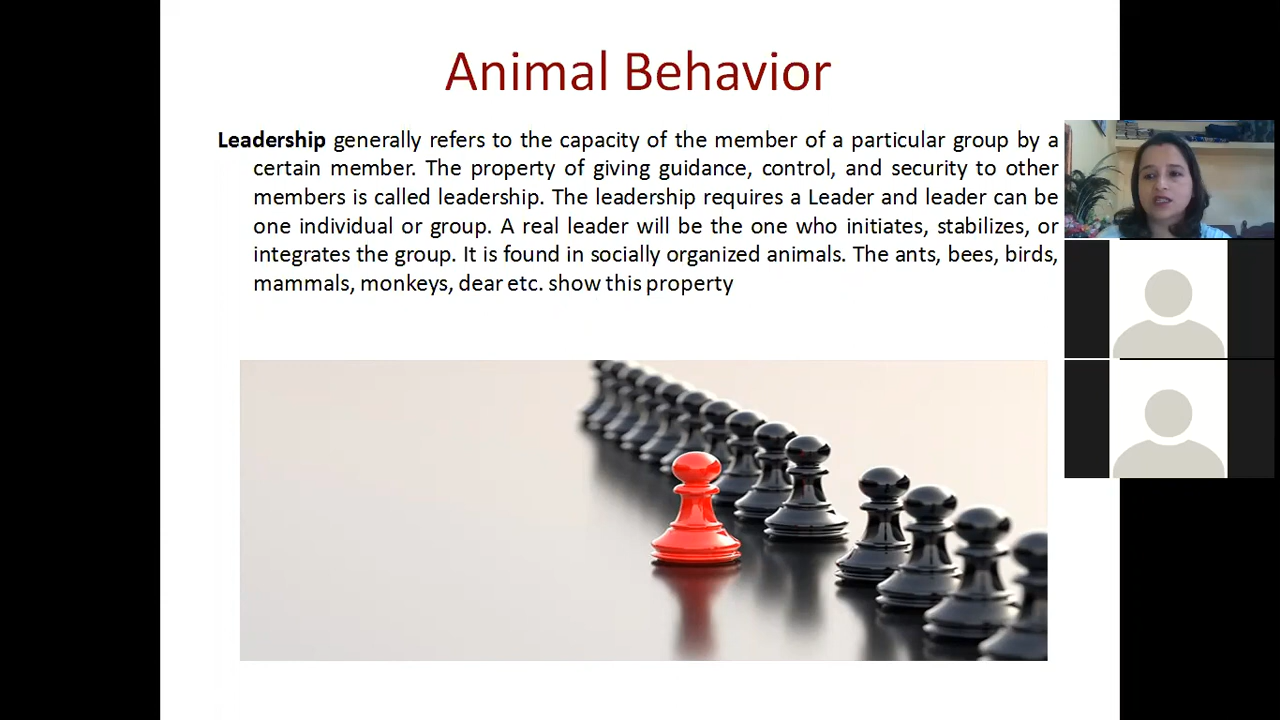 Animal Behavior
Leadership generally refers to the capacity of the member of a particular group by a
certain member. The property of giving guidance, control, and security to other
members is called leadership. The leadership requires a Leader and leader can be
one individual or group. A real leader will be the one who initiates, stabilizes, or
integrates the group. It is found in socially organized animals. The ants, bees, birds,
mammals, monkeys, dear etc. show this property